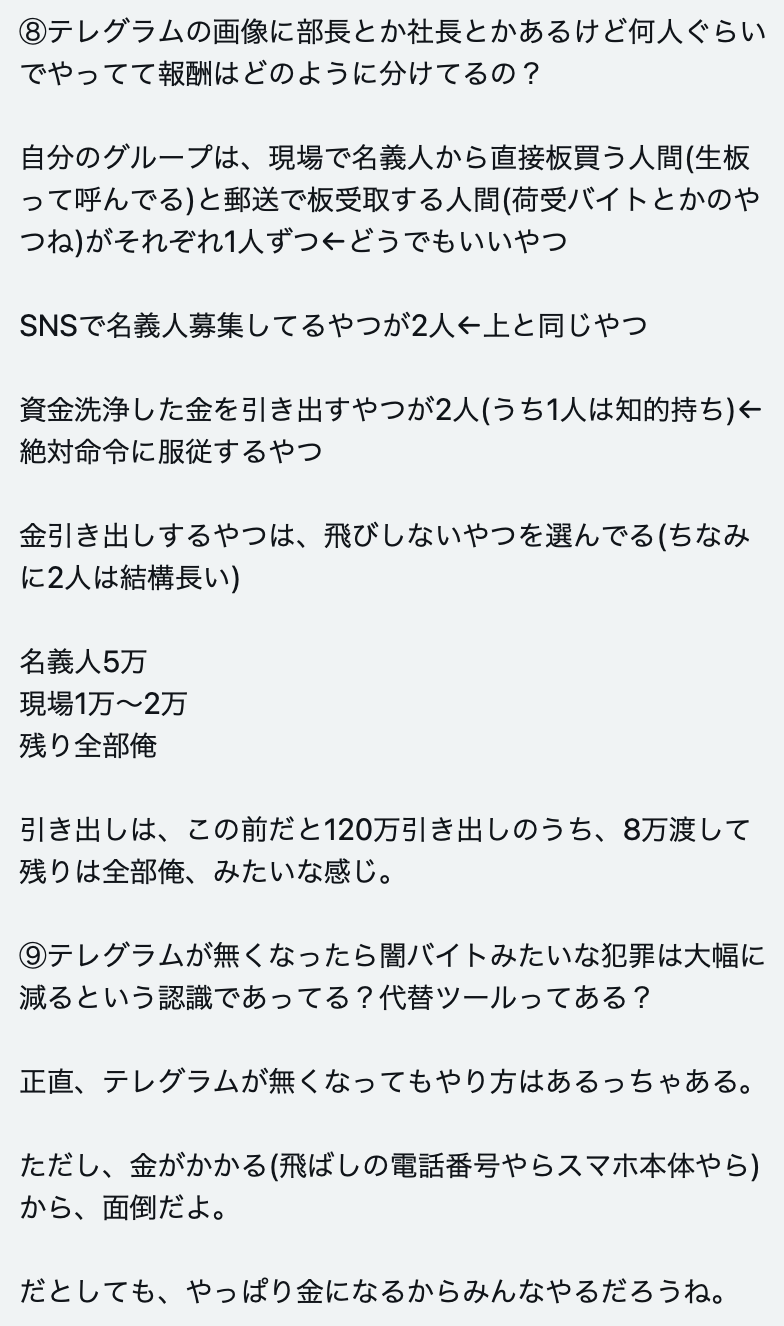 ⑧テレグラムの画像に部長とか社長とかあるけど何人ぐらい
でやってて報酬はどのように分けてるの？
自分のグループは、現場で名義人から直接板買う人間(生板
って呼んでる)と郵送で板受取する人間(荷受バイトとかのや
つね)がそれぞれ1人ずつ←どうでもいいやつ
SNSで名義人募集してるやつが2人←上と同じやつ
資金洗浄した金を引き出すやつが2人(うち1人は知的持ち)←
絶対命令に服従するやつ
金引き出しするやつは、飛びしないやつを選んでる(ちなみ
に2人は結構長い)
名義人5万
現場1万〜2万
残り全部俺
引き出しは、この前だと120万引き出しのうち、8万渡して
残りは全部俺、みたいな感じ。
⑨テレグラムが無くなったら闇バイトみたいな犯罪は大幅に
減るという認識であってる？代替ツールってある？
正直、テレグラムが無くなってもやり方はあるっちゃある。
ただし、金がかかる(飛ばしの電話番号やらスマホ本体やら)
から、面倒だよ。
だとしても、やっぱり金になるからみんなやるだろうね。